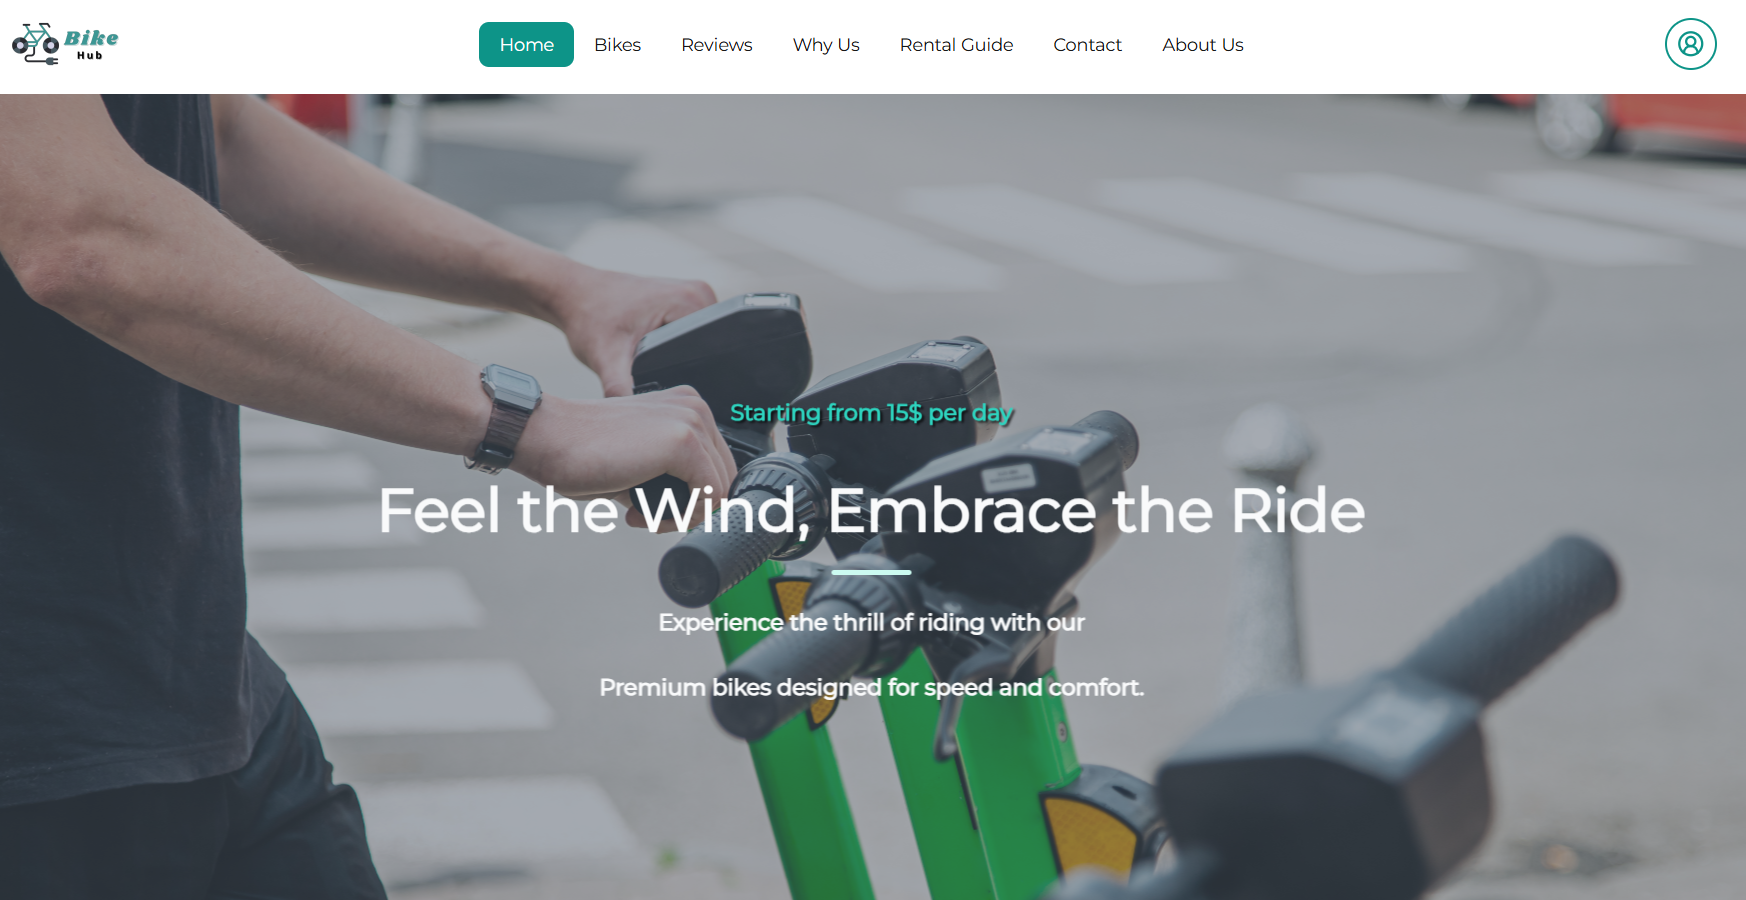 Bike
Hub
Home
Bikes
Reviews
Why Us
Rental Guide
Contact
About Us
Starting from 15$ per day
Feel the Wind, Embrace the Ride
Experience the thrill of riding with our
Premium bikes designed for speed and comfort.